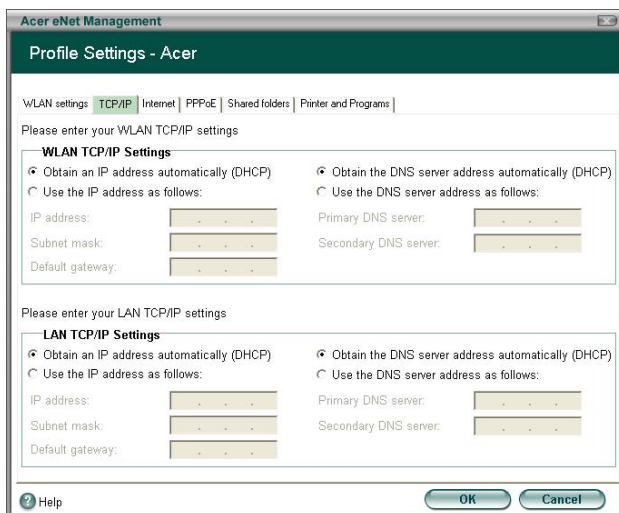 Acer eNet Management
Profile Settings - Acer
WLAN settings TCP/IP Internet PPPoE Shared folders Printer and Programs
Please enter your WLAN TCP/IP settings
WLAN TCP/IP Settings
Obtain an IP address automatically (DHCP) Obtain the DNS server address automatically (DHCP)
Use the IP address as follows: Use the DNS server address as follows:
IP address: Primary DNS server:
Subnet mask: Secondary DNS server:
Default gateway:
Please enter your LAN TCP/IP settings
LAN TCP/IP Settings
Obtain an IP address automatically (DHCP) Obtain the DNS server address automatically (DHCP)
Use the IP address as follows: Use the DNS server address as follows:
IP address: Primary DNS server:
Subnet mask: Secondary DNS server:
Default gateway:
Help OK Cancel